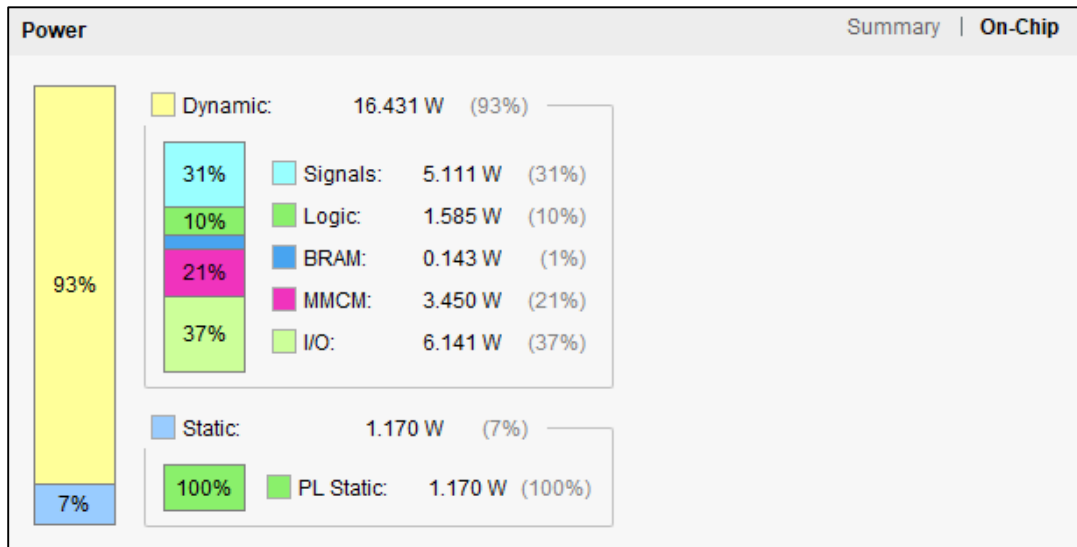 Power Summary | On-Chip
Dynamic: 16.431 W (93%)
31% Signals: 5.111 W (31%)
10% Logic: 1.585 W (10%)
BRAM: 0.143 W (1%)
93% 21% MMCM: 3.450 W (21%)
37% I/O: 6.141 W (37%)
Static: 1.170 W (7%)
7% 100% PL Static: 1.170 W (100%)